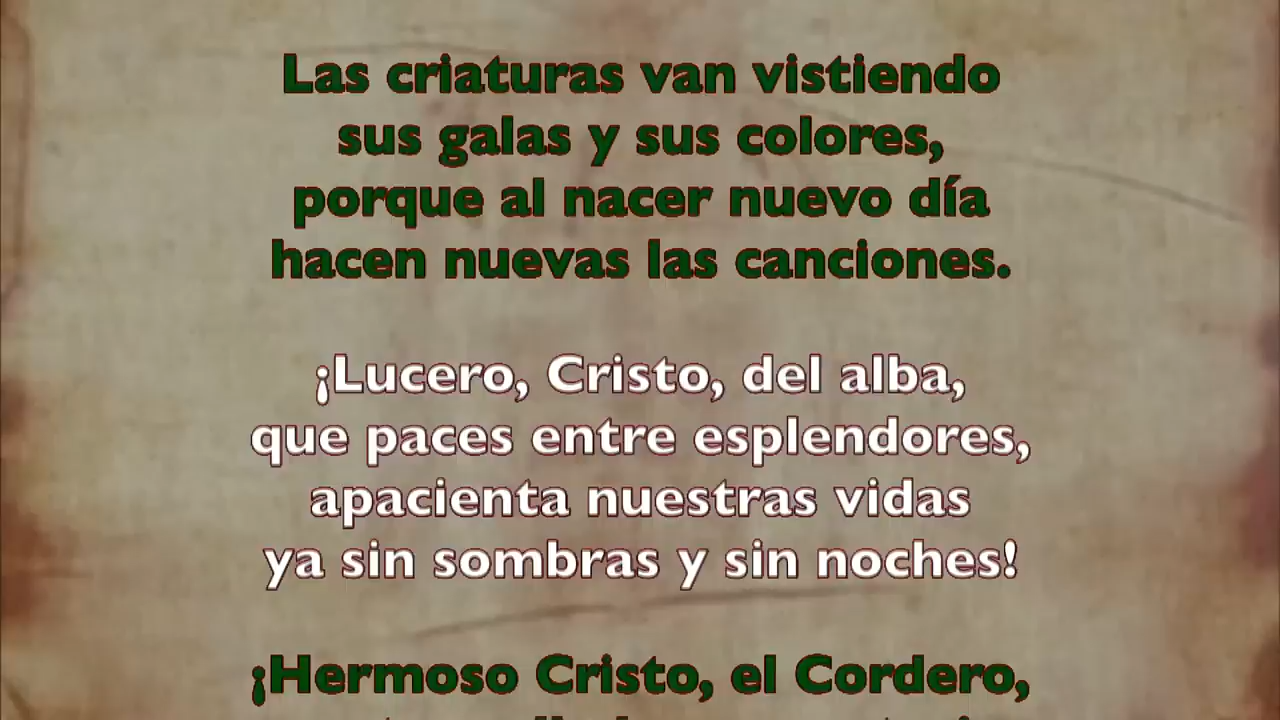 Las criaturas van vistiendo
sus galas y sus colores,
porque al nacer nuevo día
hacen nuevas las canciones.
¡Lucero, Cristo, del alba,
que paces entre esplendores,
apacienta nuestras vidas
ya sin sombras y sin noches!
¡Hermoso Cristo, el Cordero,